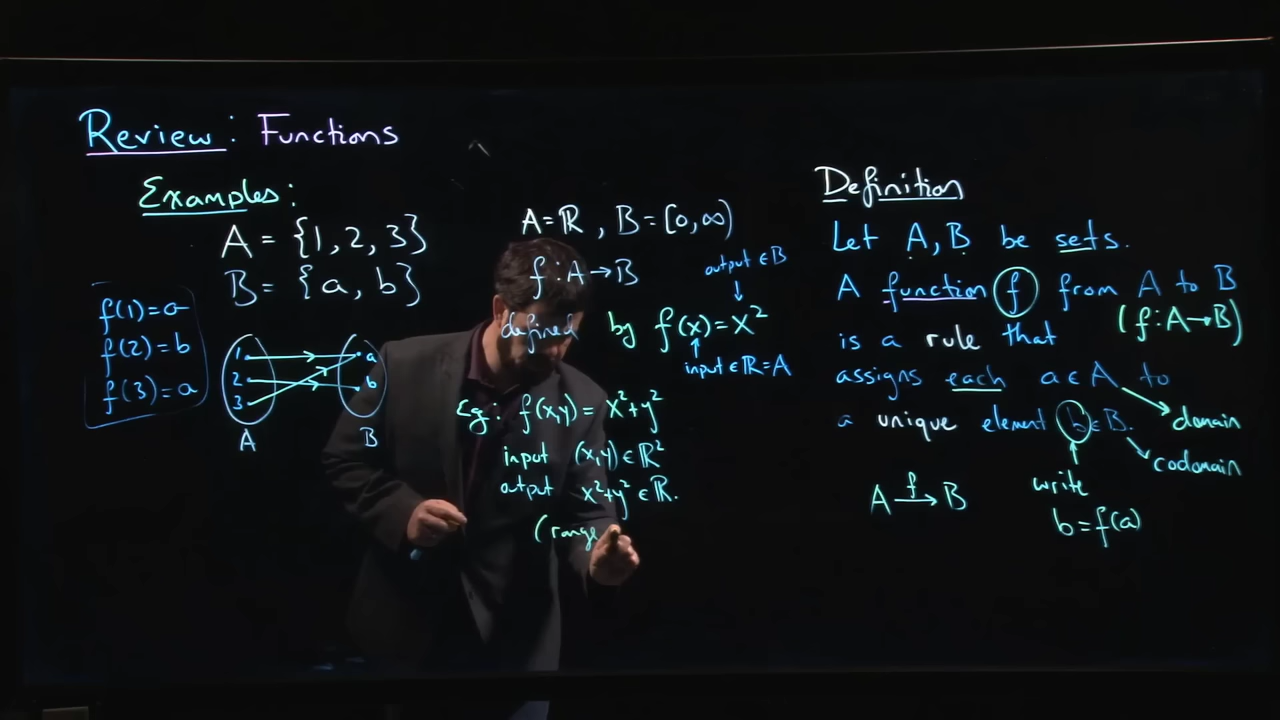 Review: Functions
Examples:
A = {1, 2, 3}
B = {a, b}
f(1)=a
f(2)=b
f(3)=a
1
2
3
a
b
A
B
A=ℝ, B=[0,∞)
f:A→B
output ∈B
defined by f(x)=x²
input∈ℝ=A
Eg: f(x,y) = x²+y²
input (x,y)∈ℝ²
output x²+y² ∈ℝ.
(range
Definition
Let A,B be sets.
A function f from A to B
is a rule that (f:A→B)
assigns each a∈A to
a unique element b∈B.
domain
codomain
write
b=f(a)
A f→ B